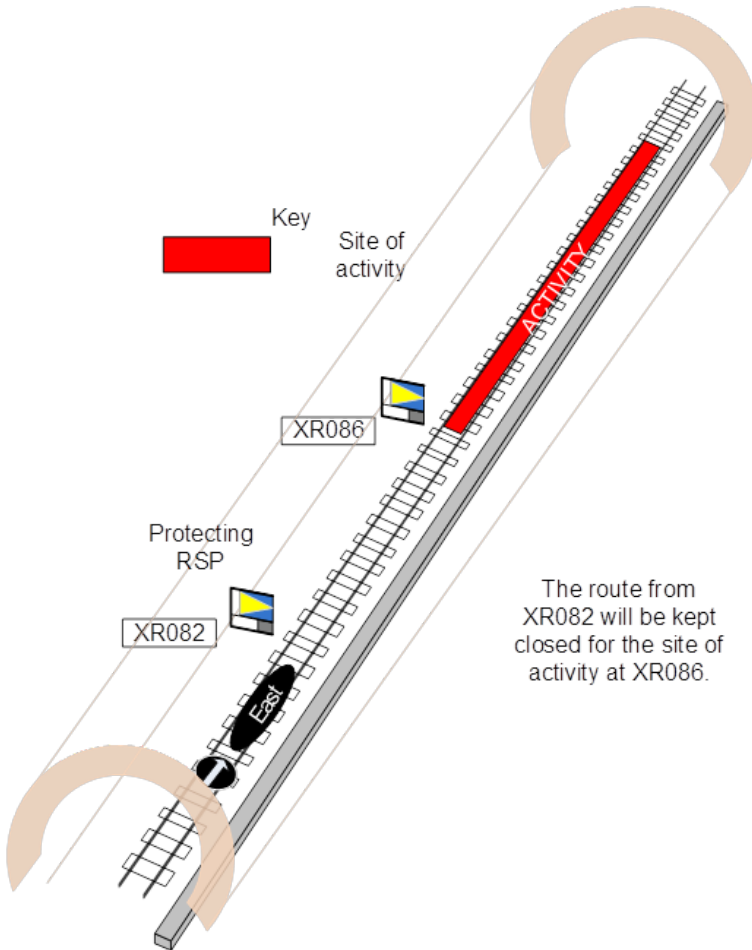 Key
Site of
activity
ACTIVITY
XR086
Protecting
RSP
XR082
The route from
XR082 will be kept
closed for the site of
activity at XR086.
East